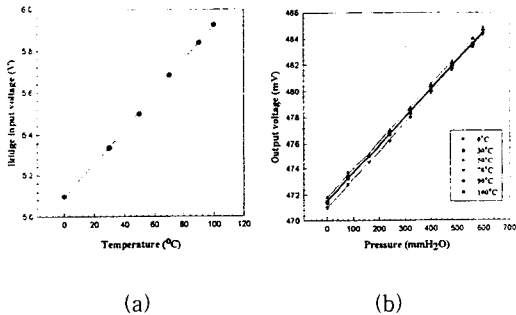 6.0
5.8
5.6
5.4
5.2
5.0
Bridge input voltage (V)
0 20 40 60 80 100 120
Temperature (⁰C)
(a)
486
484
482
480
478
476
474
472
470
Output voltage (mV)
0°C
30°C
50°C
70°C
90°C
100°C
0 100 200 300 400 500 600 700
Pressure (mmH2O)
(b)